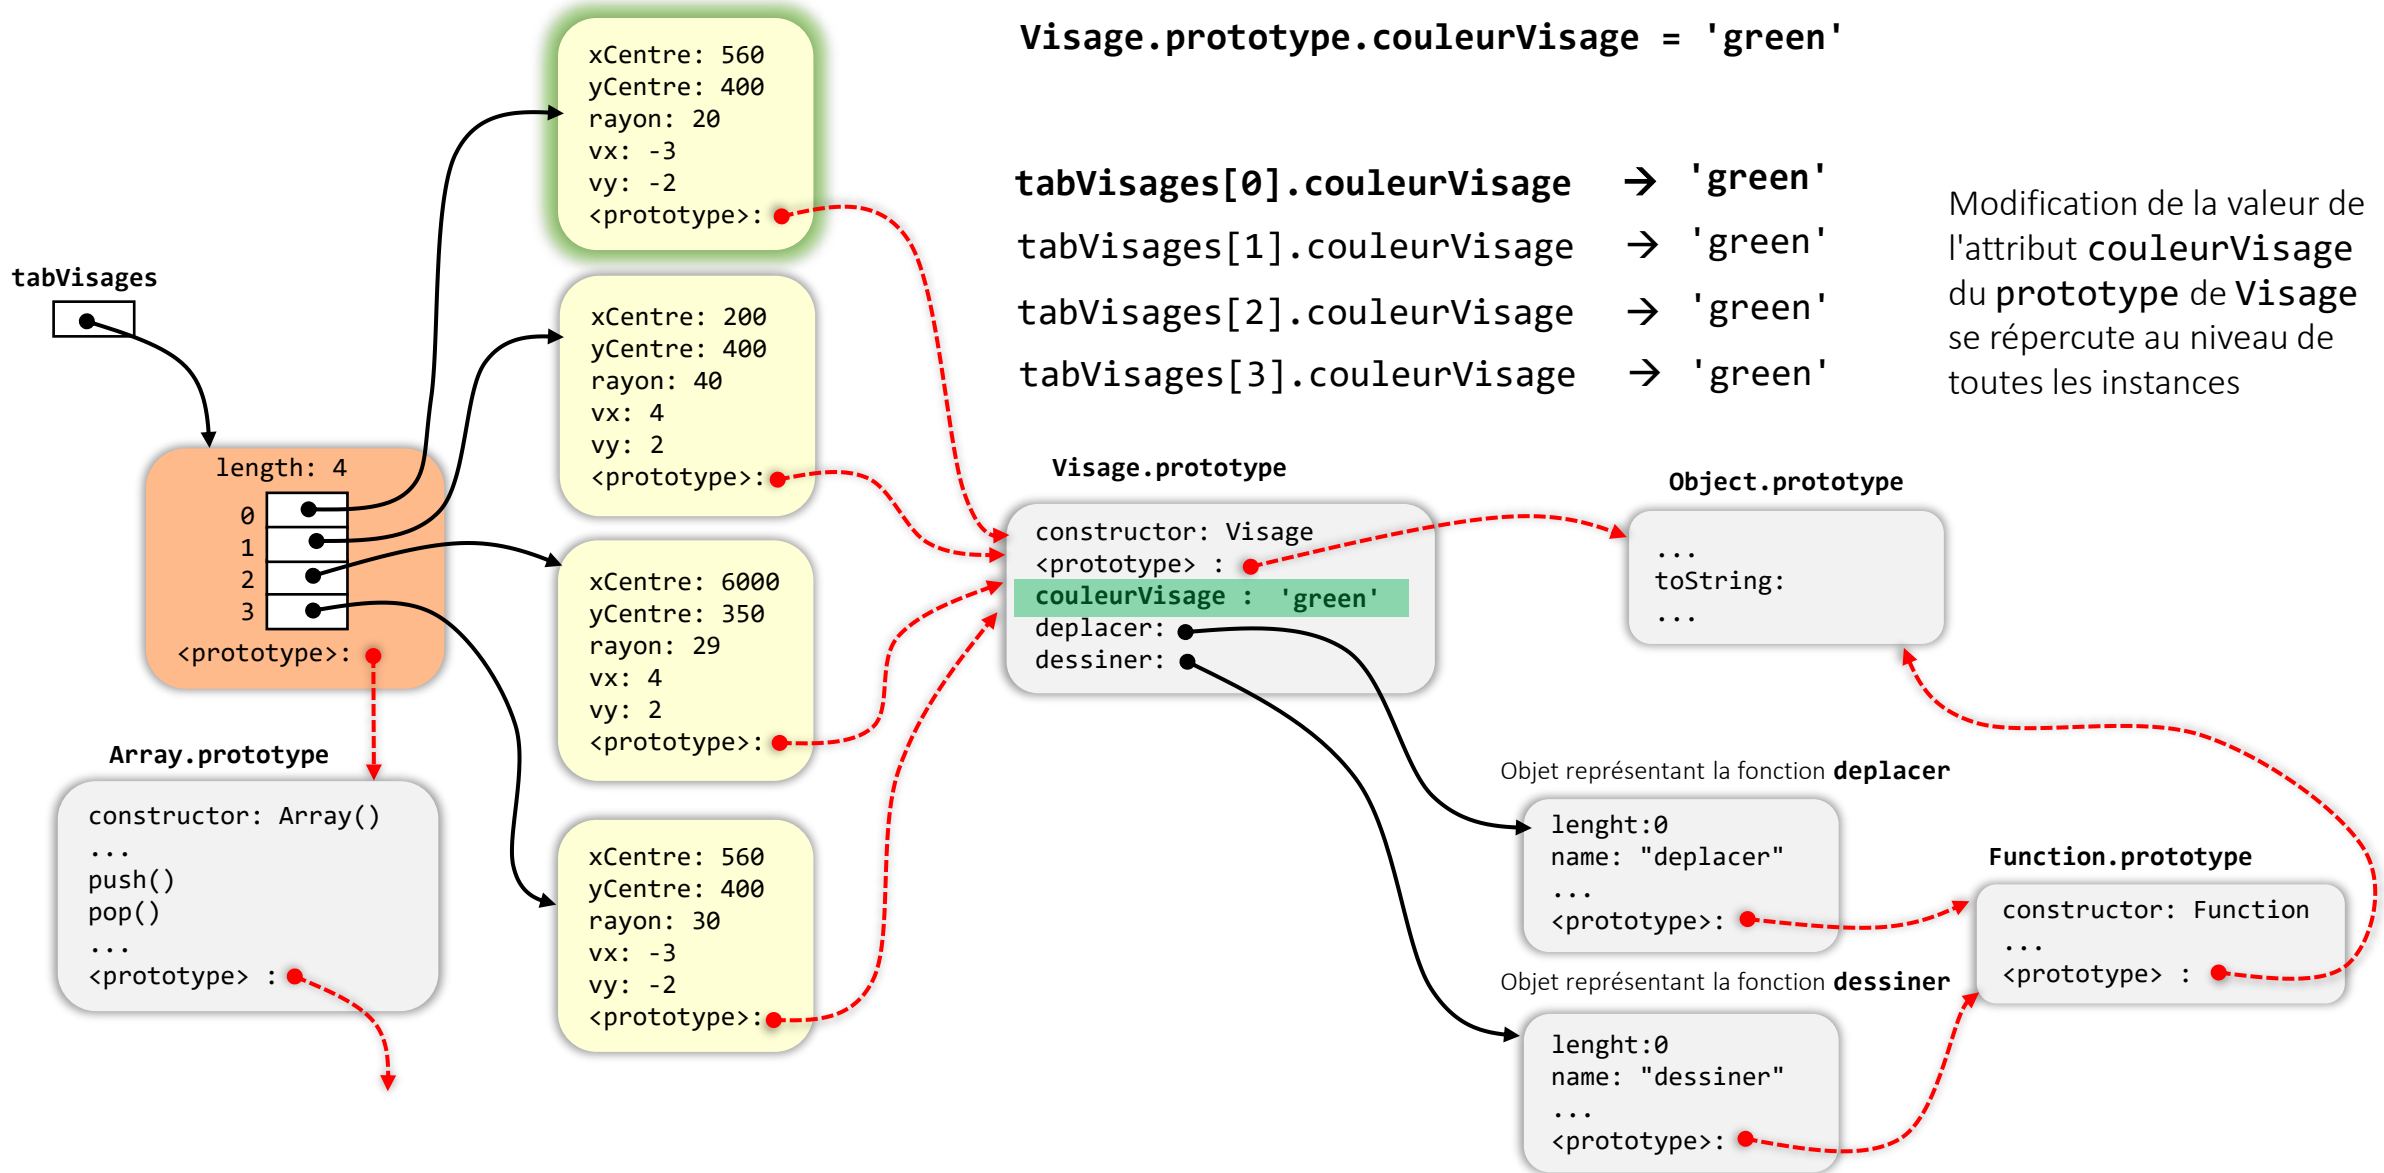 Visage.prototype.couleurVisage = 'green'
tabVisages[0].couleurVisage → 'green'
tabVisages[1].couleurVisage → 'green'
tabVisages[2].couleurVisage → 'green'
tabVisages[3].couleurVisage → 'green'
Modification de la valeur de
l'attribut couleurVisage
du prototype de Visage
se répercute au niveau de
toutes les instances
tabVisages
length: 4
0
1
2
3
<prototype>:
Array.prototype
constructor: Array()
...
push()
pop()
...
<prototype> :
xCentre: 560
yCentre: 400
rayon: 20
vx: -3
vy: -2
<prototype>:
xCentre: 200
yCentre: 400
rayon: 40
vx: 4
vy: 2
<prototype>:
xCentre: 6000
yCentre: 350
rayon: 29
vx: 4
vy: 2
<prototype>:
xCentre: 560
yCentre: 400
rayon: 30
vx: -3
vy: -2
<prototype>:
Visage.prototype
constructor: Visage
<prototype> :
couleurVisage : 'green'
deplacer:
dessiner:
Object.prototype
...
toString:
...
Objet représentant la fonction deplacer
lenght:0
name: "deplacer"
...
<prototype>:
Objet représentant la fonction dessiner
lenght:0
name: "dessiner"
...
<prototype>:
Function.prototype
constructor: Function
...
<prototype> :